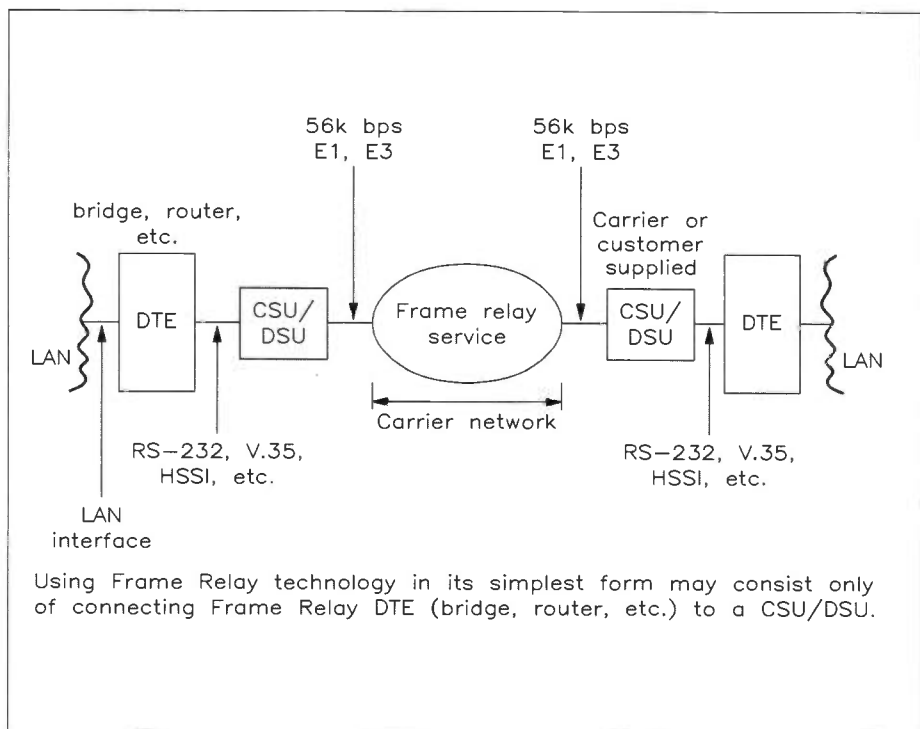 56k bps
E1, E3
56k bps
E1, E3
bridge, router,
etc.
Carrier or
customer
supplied
LAN
DTE
CSU/
DSU
Frame relay
service
CSU/
DSU
DTE
LAN
Carrier network
RS-232, V.35,
HSSI, etc.
RS-232, V.35,
HSSI, etc.
LAN
interface
Using Frame Relay technology in its simplest form may consist only
of connecting Frame Relay DTE (bridge, router, etc.) to a CSU/DSU.